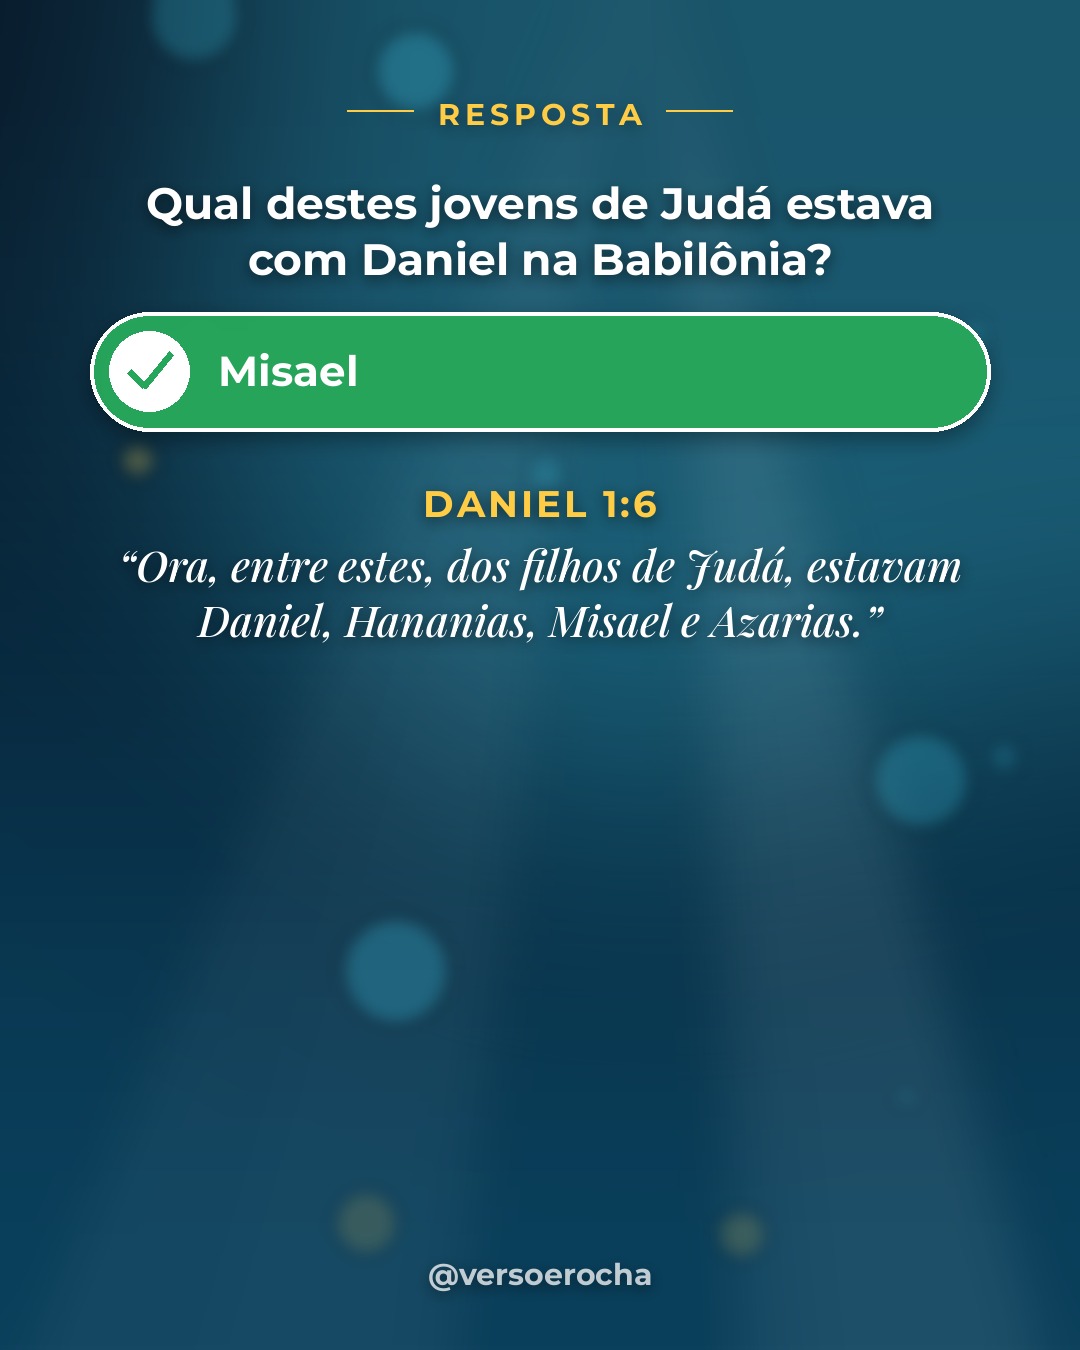 RESPOSTA
Qual destes jovens de Judá estava
com Daniel na Babilônia?
Misael
DANIEL 1:6
“Ora, entre estes, dos filhos de Judá, estavam
Daniel, Hananias, Misael e Azarias.”
@versoerocha